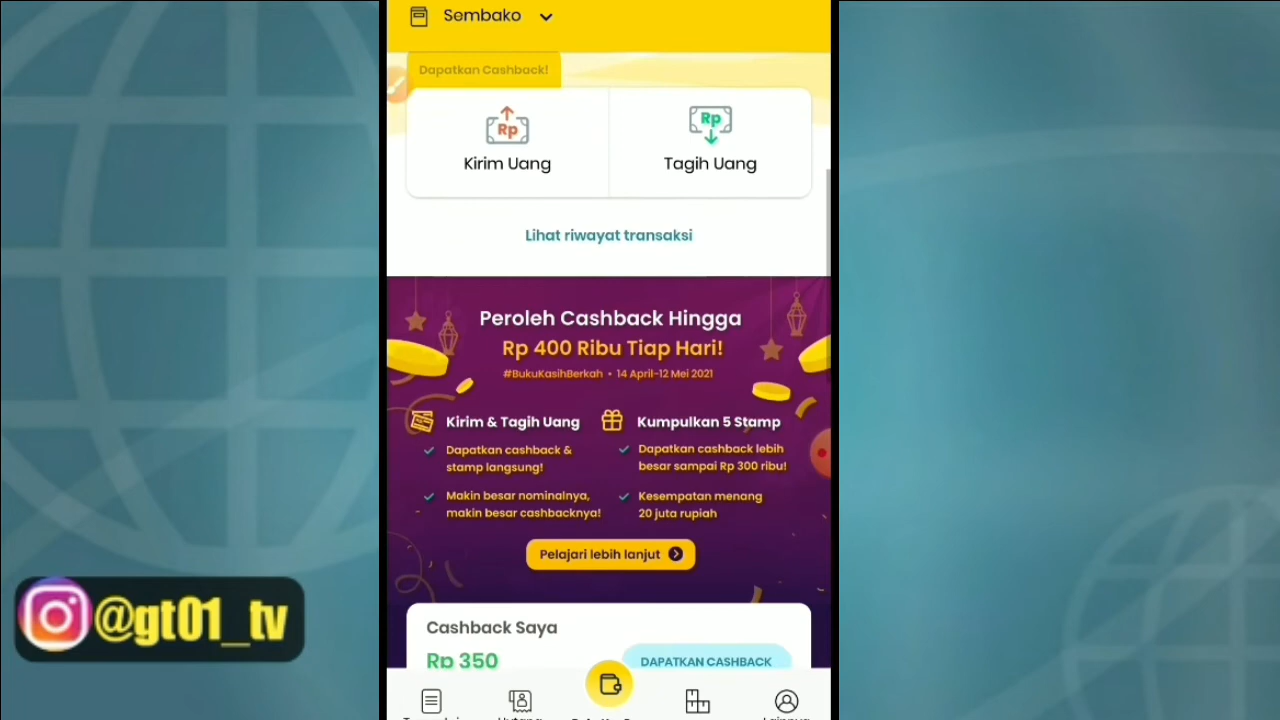 Sembako
Dapatkan Cashback!
Rp
Rp
Kirim Uang
Tagih Uang
Lihat riwayat transaksi
Peroleh Cashback Hingga
Rp 400 Ribu Tiap Hari!
#BukuKasihBerkah • 14 April-12 Mei 2021
Kirim & Tagih Uang
Dapatkan cashback &
stamp langsung!
Makin besar nominalnya,
makin besar cashbacknya!
Kumpulkan 5 Stamp
Dapatkan cashback lebih
besar sampai Rp 300 ribu!
Kesempatan menang
20 juta rupiah
Pelajari lebih lanjut
Cashback Saya
Rp 350
DAPATKAN CASHBACK
@gt01_tv